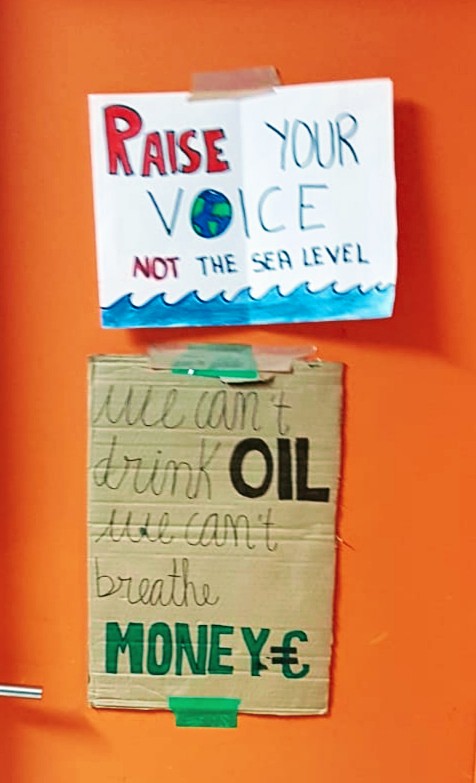 RAISE YOUR
VOICE
NOT THE SEA LEVEL
we can't
drink OIL
we can't
breathe
MONEY€